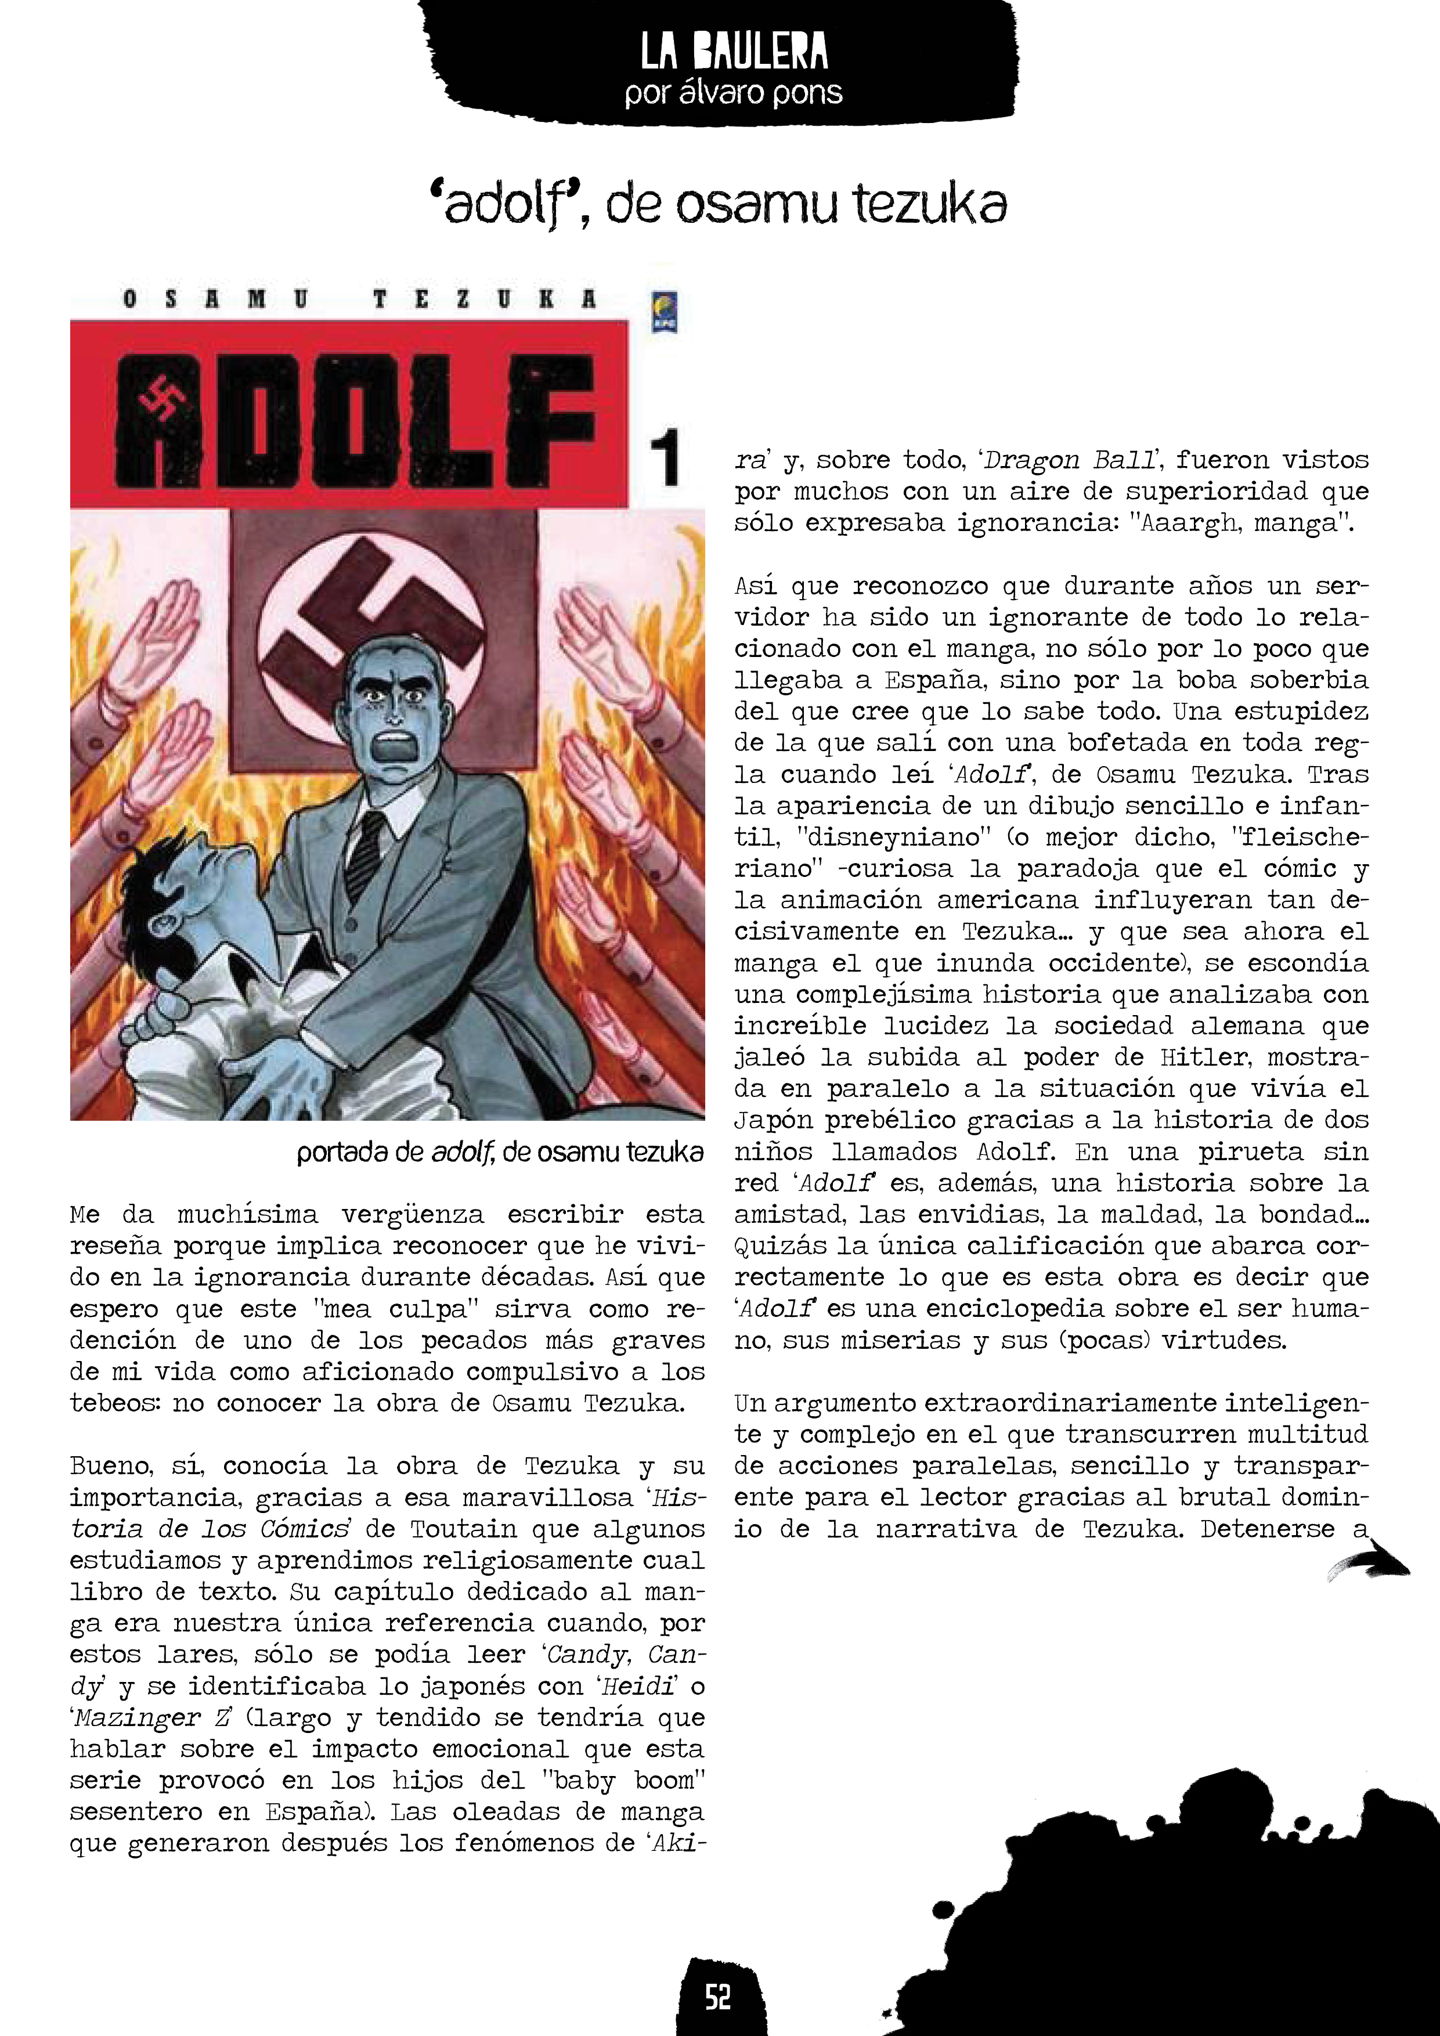 LA BAULERA
por álvaro pons
‘adolf’, de osamu tezuka
OSAMU TEZUKA
ADOLF
1
portada de adolf, de osamu tezuka
Me da muchísima vergüenza escribir esta
reseña porque implica reconocer que he vivi-
do en la ignorancia durante décadas. Así que
espero que este "mea culpa" sirva como re-
dención de uno de los pecados más graves
de mi vida como aficionado compulsivo a los
tebeos: no conocer la obra de Osamu Tezuka.
Bueno, sí, conocía la obra de Tezuka y su
importancia, gracias a esa maravillosa ‘His-
toria de los Cómics’ de Toutain que algunos
estudiamos y aprendimos religiosamente cual
libro de texto. Su capítulo dedicado al man-
ga era nuestra única referencia cuando, por
estos lares, sólo se podía leer ‘Candy, Can-
dy’ y se identificaba lo japonés con ‘Heidi’ o
‘Mazinger Z’ (largo y tendido se tendría que
hablar sobre el impacto emocional que esta
serie provocó en los hijos del "baby boom"
sesentero en España). Las oleadas de manga
que generaron después los fenómenos de ‘Aki-
ra’ y, sobre todo, ‘Dragon Ball’, fueron vistos
por muchos con un aire de superioridad que
sólo expresaba ignorancia: "Aaargh, manga".
Así que reconozco que durante años un ser-
vidor ha sido un ignorante de todo lo rela-
cionado con el manga, no sólo por lo poco que
llegaba a España, sino por la boba soberbia
del que cree que lo sabe todo. Una estupidez
de la que salí con una bofetada en toda reg-
la cuando leí ‘Adolf’, de Osamu Tezuka. Tras
la apariencia de un dibujo sencillo e infan-
til, "disneyniano" (o mejor dicho, "fleische-
riano" -curiosa la paradoja que el cómic y
la animación americana influyeran tan de-
cisivamente en Tezuka... y que sea ahora el
manga el que inunda occidente), se escondía
una complejísima historia que analizaba con
increíble lucidez la sociedad alemana que
jaleó la subida al poder de Hitler, mostra-
da en paralelo a la situación que vivía el
Japón prebélico gracias a la historia de dos
niños llamados Adolf. En una pirueta sin
red ‘Adolf’ es, además, una historia sobre la
amistad, las envidias, la maldad, la bondad...
Quizás la única calificación que abarca cor-
rectamente lo que es esta obra es decir que
‘Adolf’ es una enciclopedia sobre el ser huma-
no, sus miserias y sus (pocas) virtudes.
Un argumento extraordinariamente inteligen-
te y complejo en el que transcurren multitud
de acciones paralelas, sencillo y transpar-
ente para el lector gracias al brutal domin-
io de la narrativa de Tezuka. Detenerse a
52